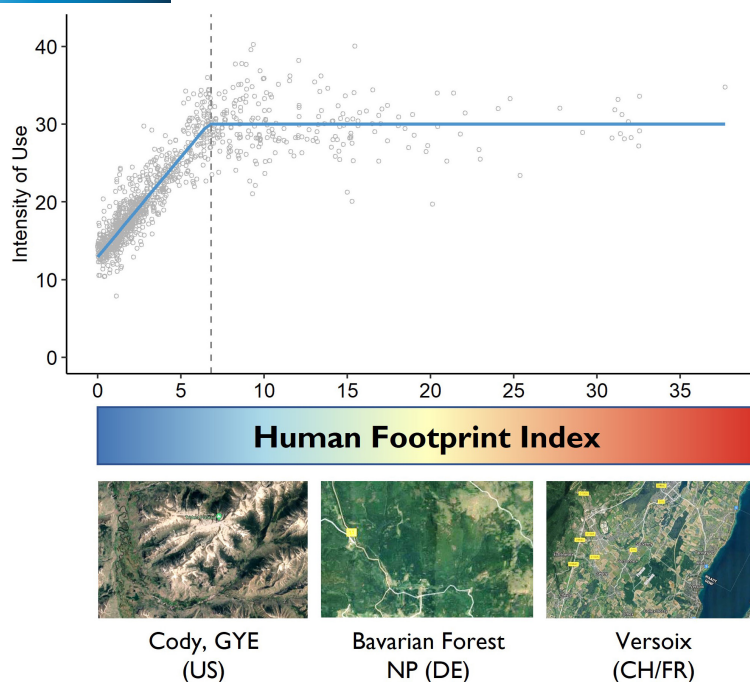 40
30
20
10
0
Intensity of Use
0 5 10 15 20 25 30 35
Human Footprint Index
Cody, GYE
(US)
Bavarian Forest
NP (DE)
Versoix
(CH/FR)